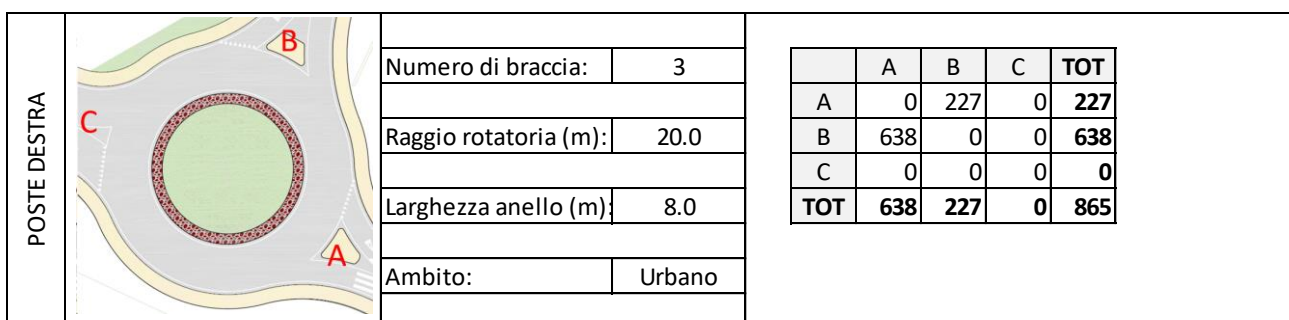 POSTE DESTRA
B
C
A
Numero di braccia: 3
Raggio rotatoria (m): 20.0
Larghezza anello (m): 8.0
Ambito: Urbano
A B C TOT
A 0 227 0 227
B 638 0 0 638
C 0 0 0 0
TOT 638 227 0 865